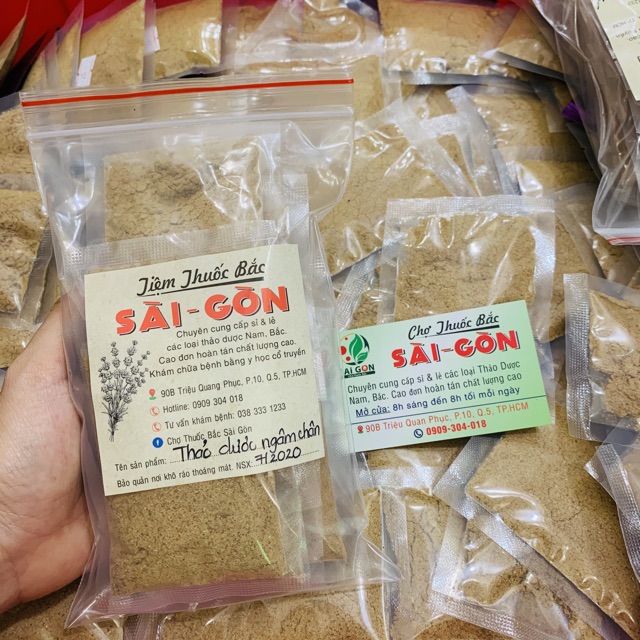 Tiệm Thuốc Bắc
SÀI-GÒN
Chuyên cung cấp sỉ & lẻ
các loại thảo dược Nam, Bắc.
Cao đơn hoàn tán chất lượng cao.
Khám chữa bệnh bằng y học cổ truyền
90B Triệu Quang Phục, P.10, Q.5, TP.HCM
Hotline: 0909 304 018
Tư vấn khám bệnh: 038 333 1233
Chợ Thuốc Bắc Sài Gòn
Tên sản phẩm: Thảo dược ngâm chân
Bảo quản nơi khô ráo thoáng mát. NSX: 7/2020
Chợ Thuốc Bắc
SÀI-GÒN
SAI GON
Chuyên cung cấp sỉ & lẻ các loại Thảo Dược
Nam, Bắc. Cao đơn hoàn tán chất lượng cao
Mở cửa: 8h sáng đến 8h tối mỗi ngày
90B Triệu Quang Phục, P.10, Q.5, TP.HCM
0909-304-018